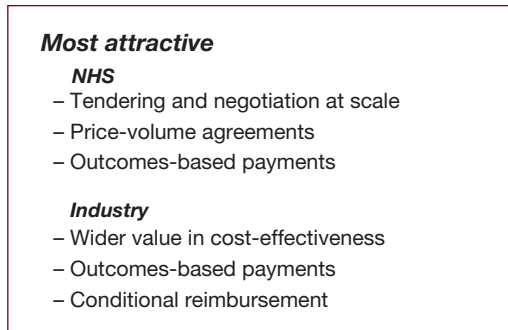 Most attractive
NHS
– Tendering and negotiation at scale
– Price-volume agreements
– Outcomes-based payments
Industry
– Wider value in cost-effectiveness
– Outcomes-based payments
– Conditional reimbursement